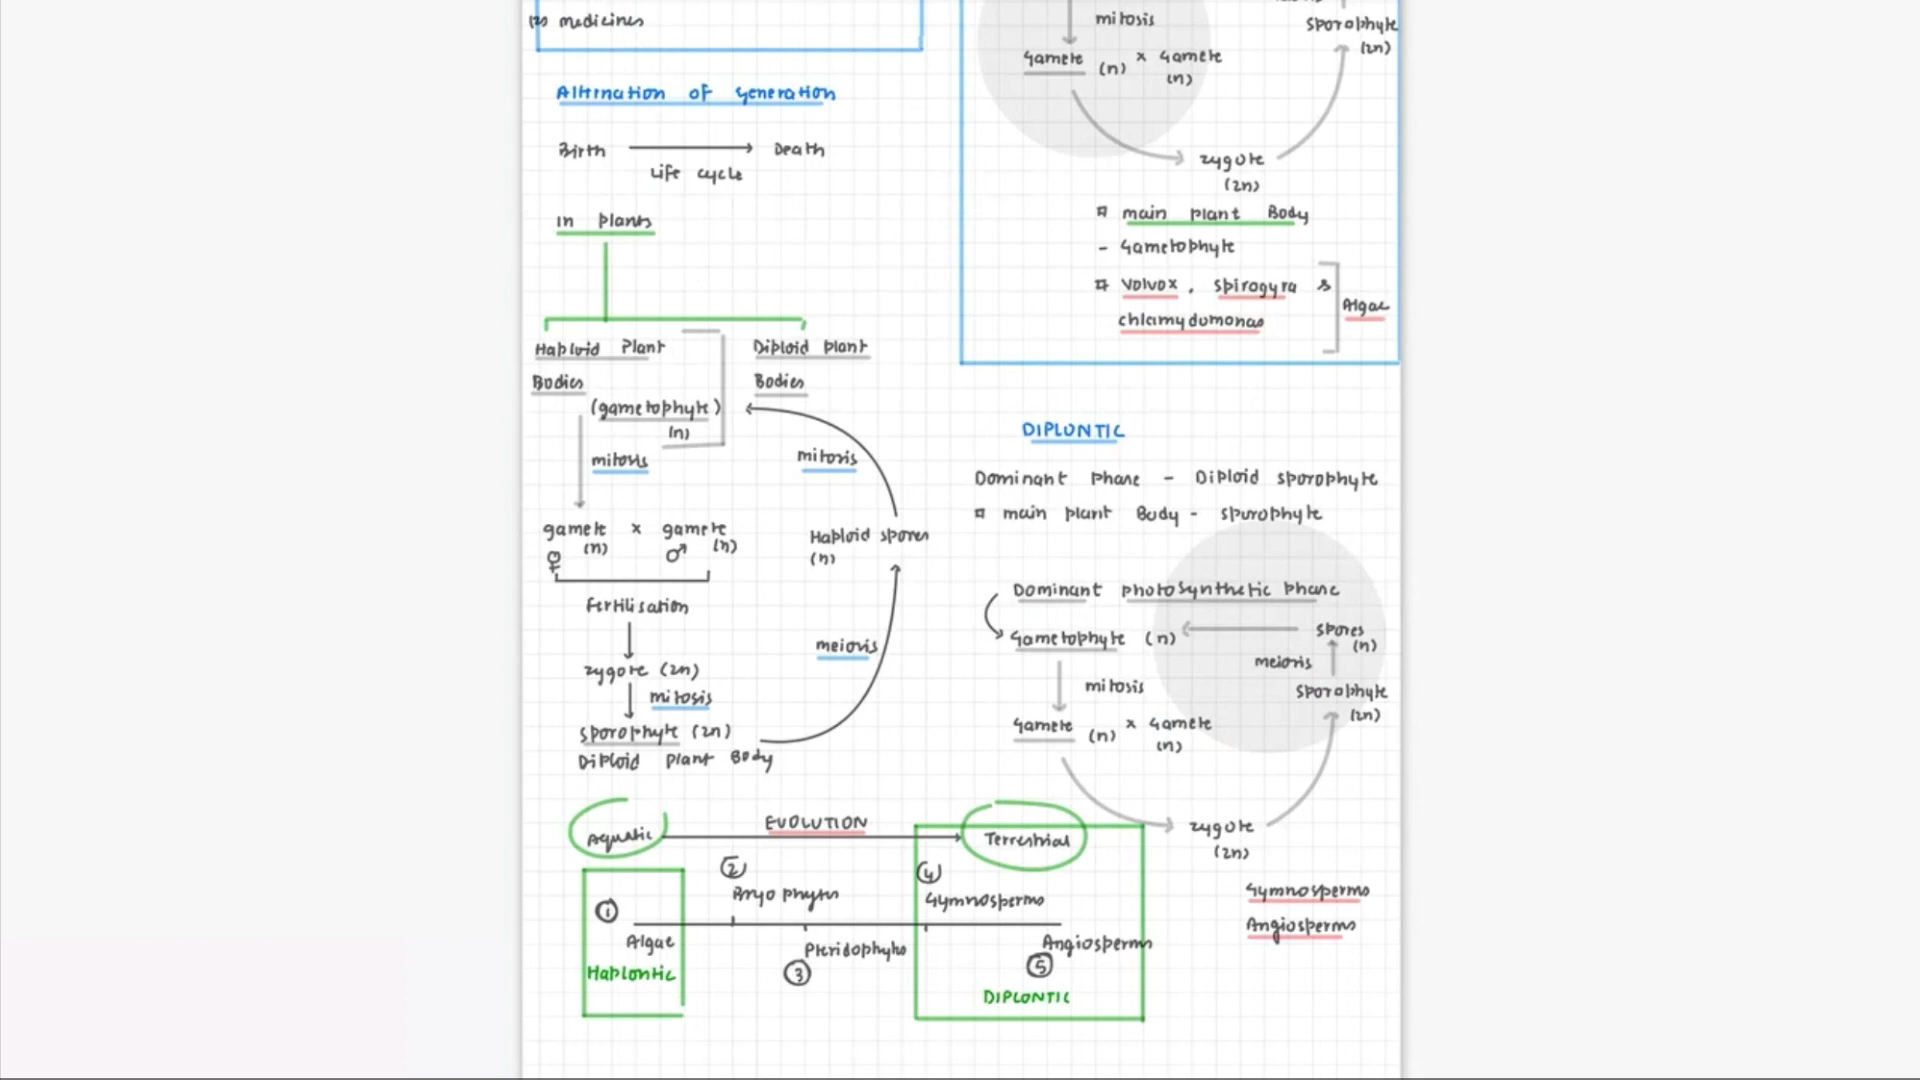 (2) medicines
Altrnation of Generation
Birth Death
Life cycle
In Plants
Haploid Plant
Bodies
(gametophyte)
(n)
mitosis
Diploid plant
Bodies
mitosis
gamete x gamete
♀ (n) ♂ (n)
Haploid spores
(n)
Fertilisation
zygote (2n)
mitosis
meiosis
sporophyte (2n)
Diploid plant Body
Aquatic EVOLUTION Terrestrial
② ④
Bryophytes Gymnosperms
①
Algae Pteridophytes Angiosperms
Haplontic ③ ⑤
DIPLONTIC
mitosis
Sporophyte
(2n)
Gamete (n) x Gamete
(n)
zygote
(2n)
main plant Body
- Gametophyte
Volvox, spirogyra &
chlamydomonas
Algae
DIPLONTIC
Dominant Phase - Diploid sporophyte
main plant Body - sporophyte
Dominant photosynthetic phase
Gametophyte (n)
spores
(n)
meiosis
mitosis
sporophyte
(2n)
Gamete (n) x Gamete
(n)
zygote
(2n)
Gymnosperms
Angiosperms